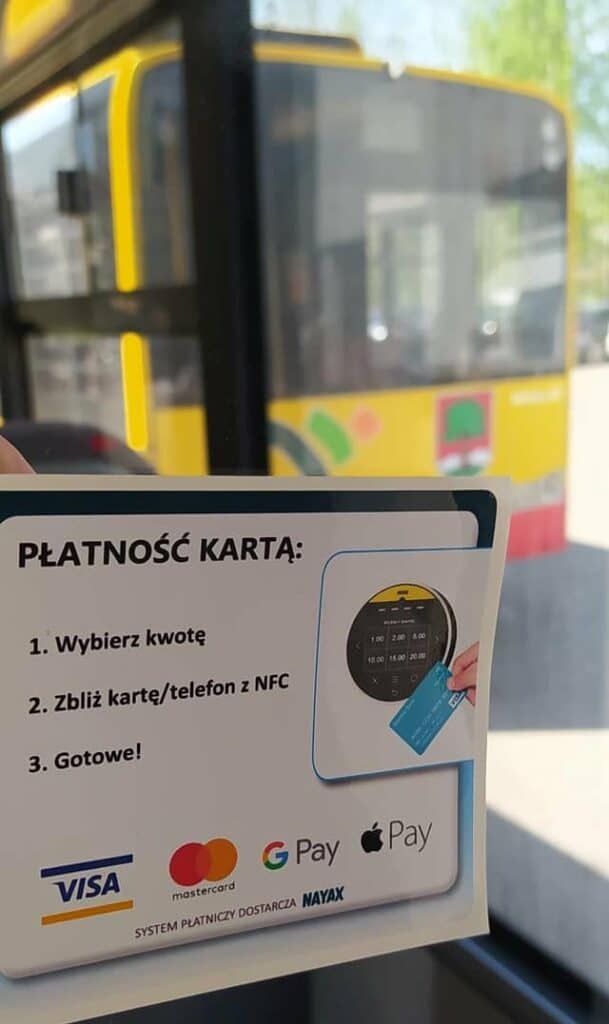 PŁATNOŚĆ KARTĄ:
1. Wybierz kwotę
2. Zbliż kartę/telefon z NFC
3. Gotowe!
1.00 2.00 5.00
10.00 15.00 20.00
VISA
mastercard
G Pay
Pay
SYSTEM PŁATNICZY DOSTARCZA NAYAX